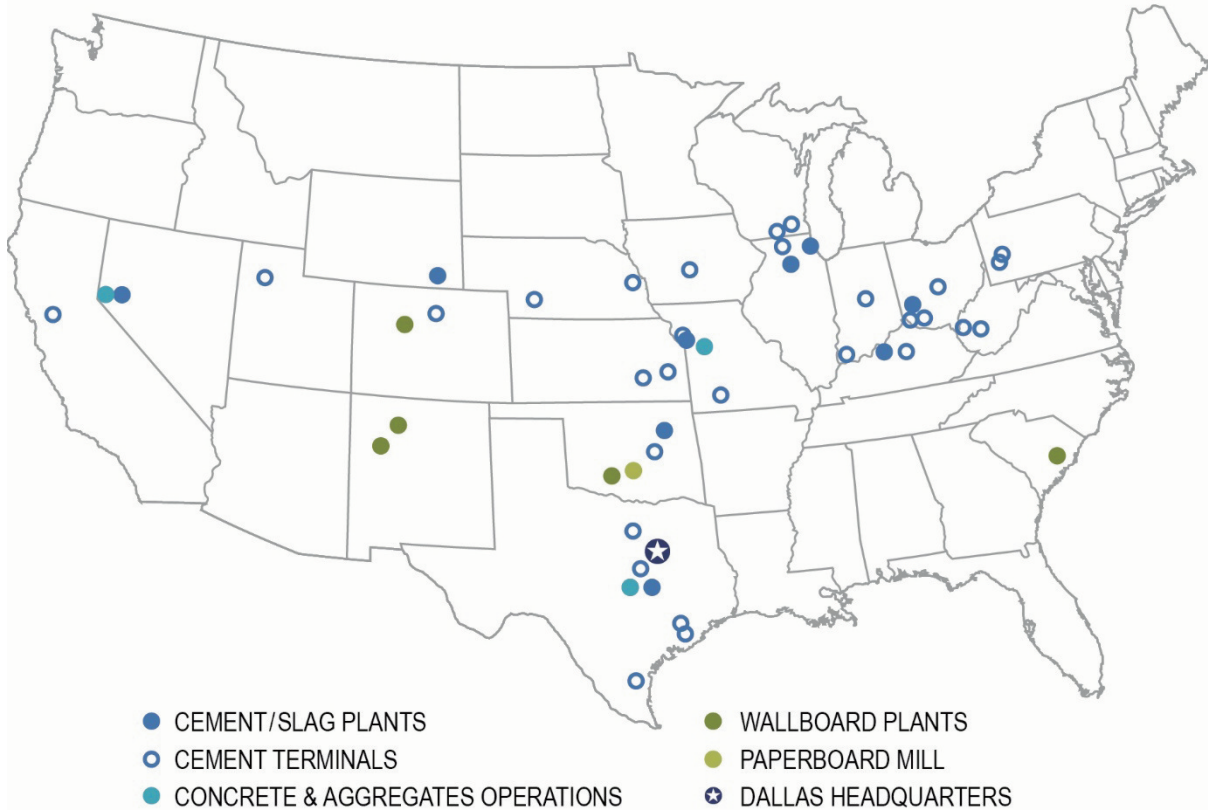 CEMENT/SLAG PLANTS
CEMENT TERMINALS
CONCRETE & AGGREGATES OPERATIONS
WALLBOARD PLANTS
PAPERBOARD MILL
DALLAS HEADQUARTERS